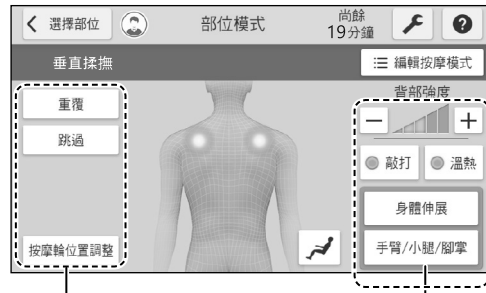 選擇部位
部位模式
尚餘
19分鐘
?
垂直揉撫
編輯按摩模式
重覆
跳過
按摩輪位置調整
背部強度
− +
敲打
溫熱
身體伸展
手臂/小腿/腳掌